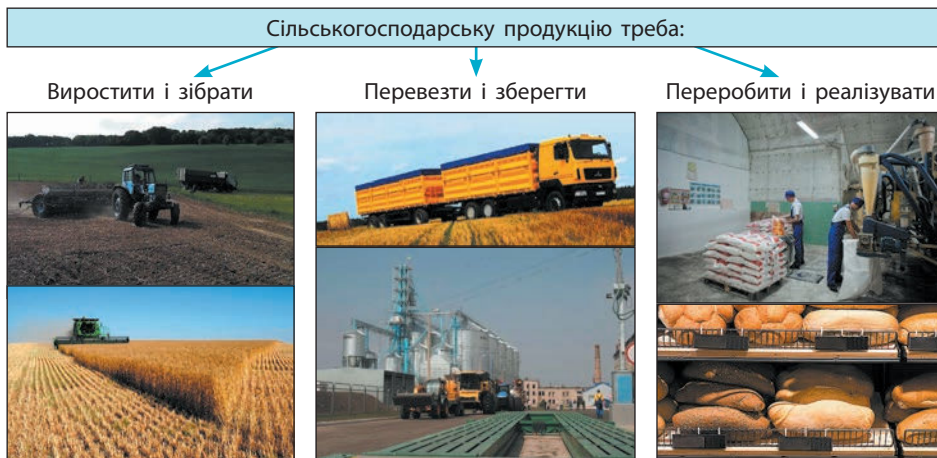 Сільськогосподарську продукцію треба:
Виростити і зібрати
Перевезти і зберегти
Переробити і реалізувати